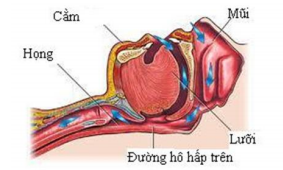 Cằm
Mũi
Họng
Lưỡi
Đường hô hấp trên